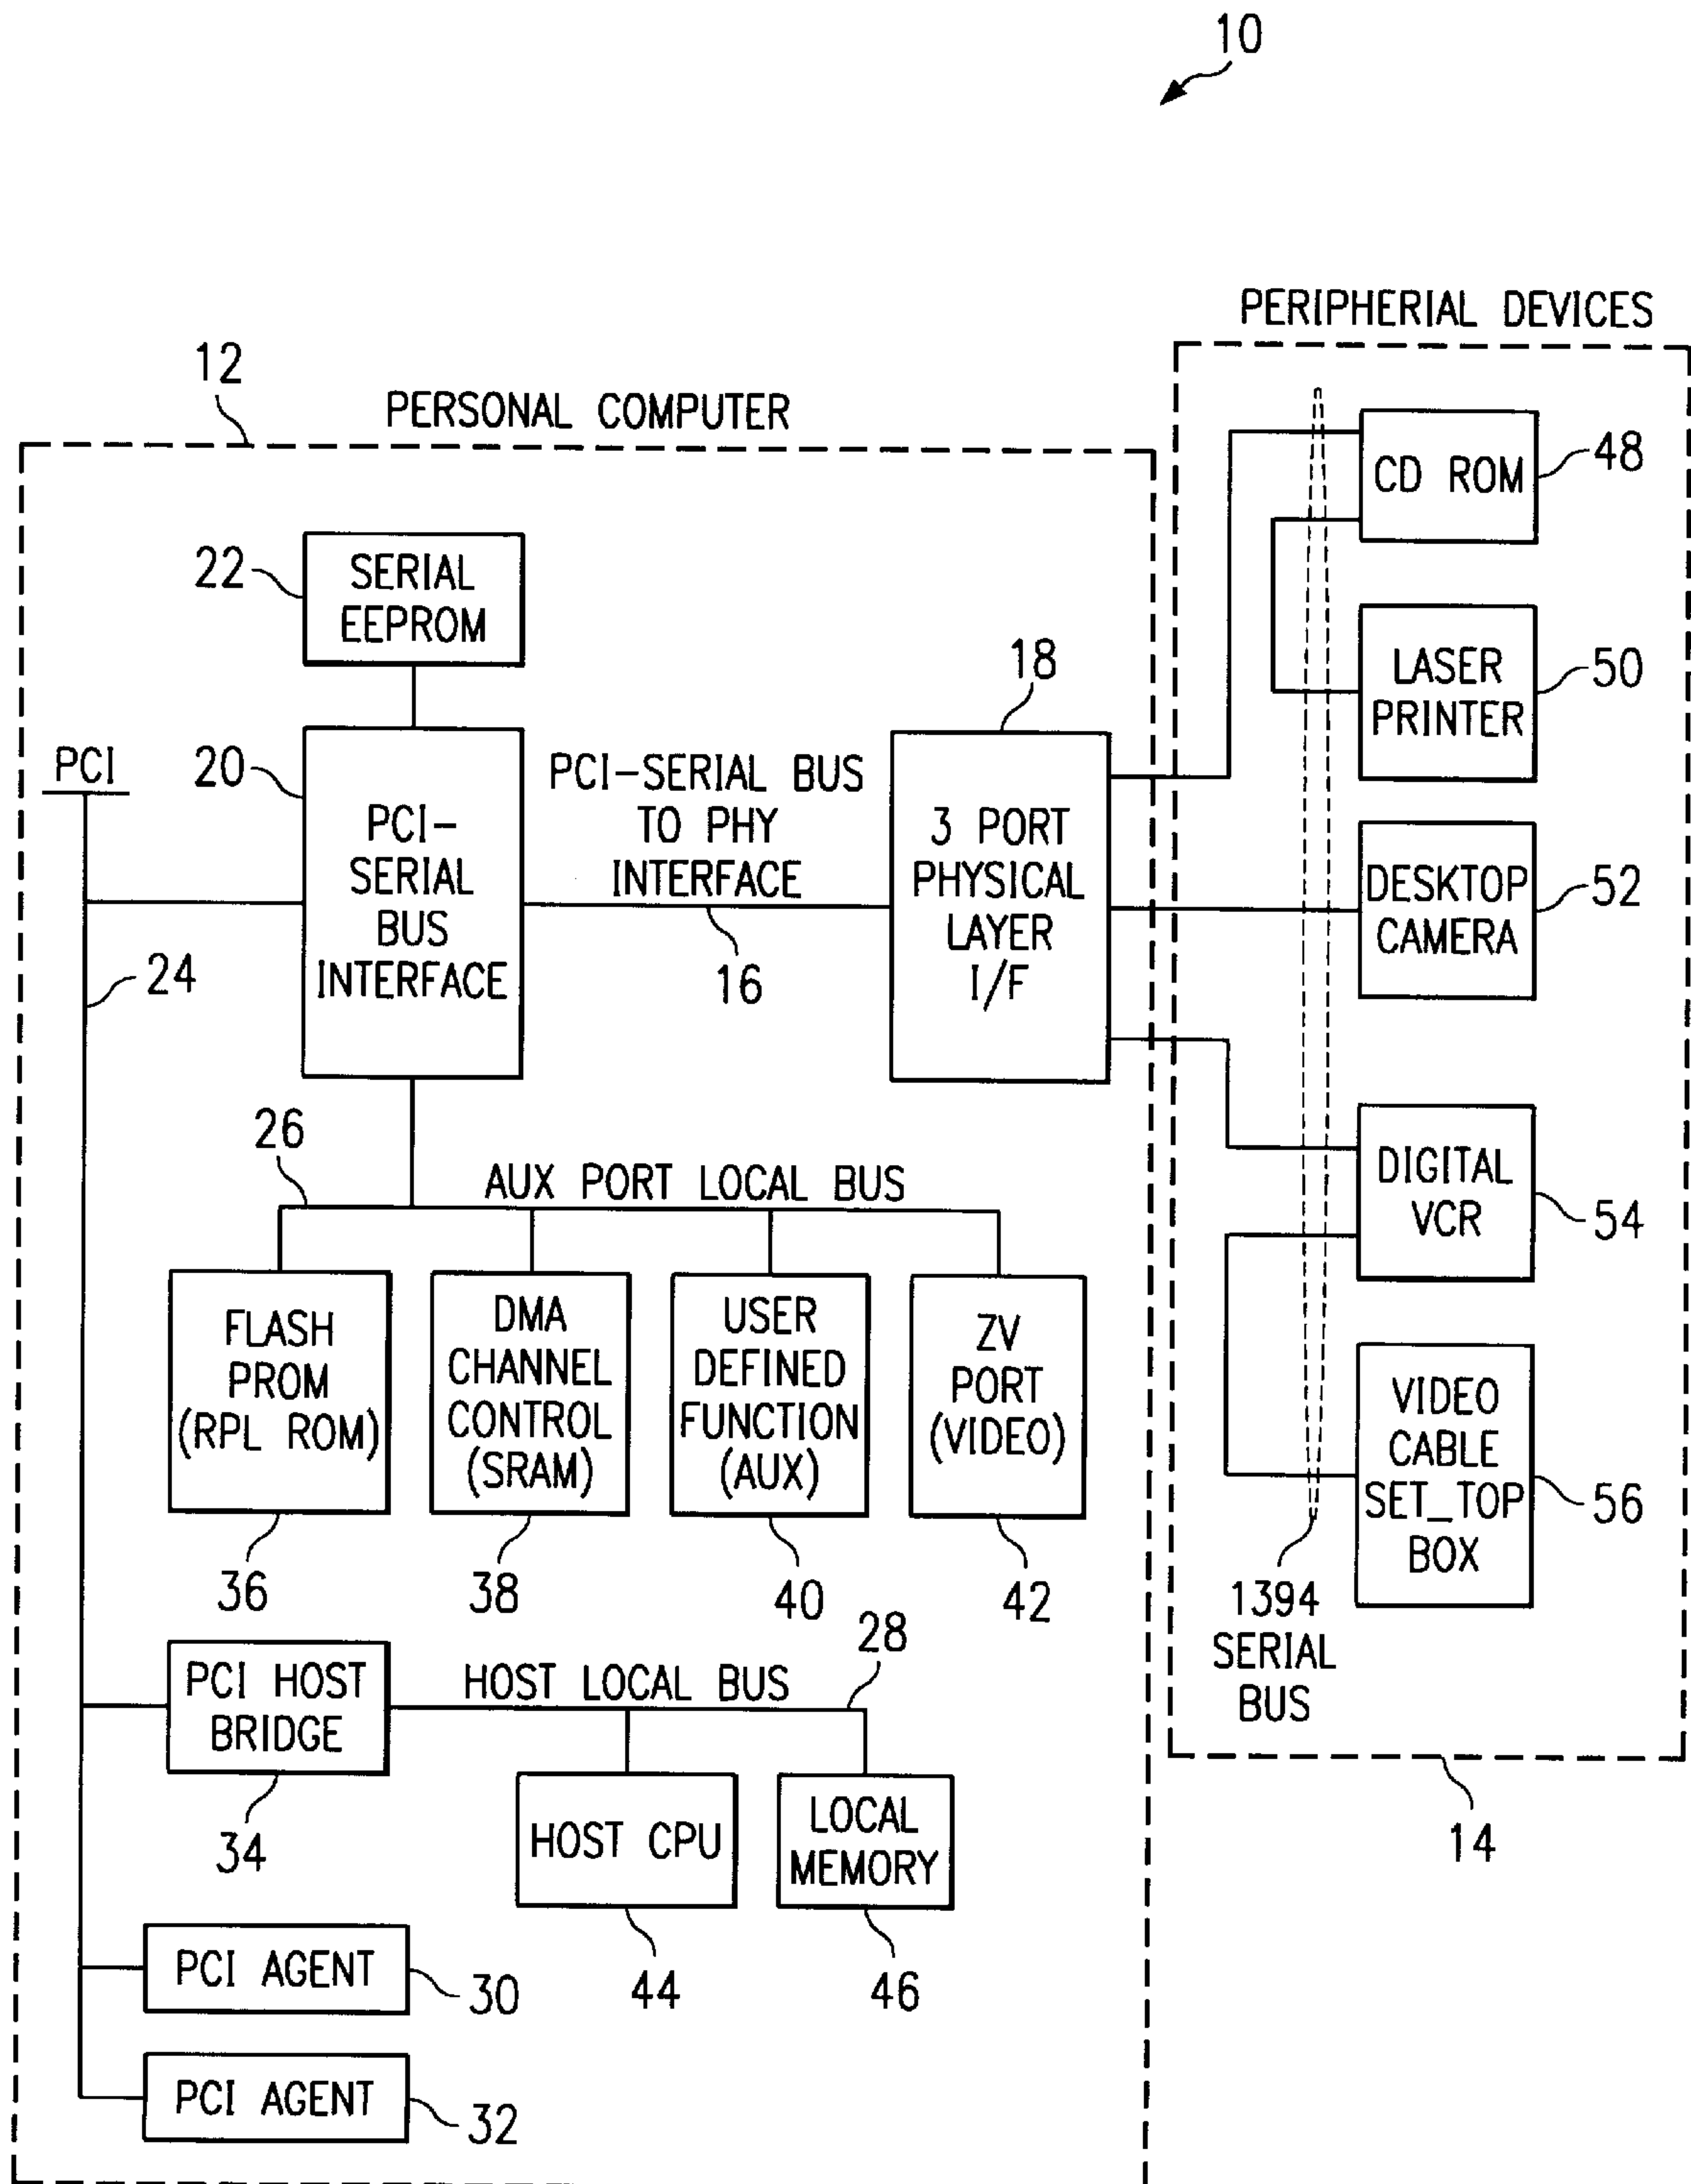 10
PERIPHERIAL DEVICES
12
PERSONAL COMPUTER
CD ROM
48
22
SERIAL
EEPROM
LASER
PRINTER
50
18
PCI
20
PCI-
SERIAL
BUS
INTERFACE
PCI-SERIAL BUS
TO PHY
INTERFACE
16
3 PORT
PHYSICAL
LAYER
I/F
DESKTOP
CAMERA
52
24
26
AUX PORT LOCAL BUS
DIGITAL
VCR
54
FLASH
PROM
(RPL ROM)
36
DMA
CHANNEL
CONTROL
(SRAM)
38
USER
DEFINED
FUNCTION
(AUX)
40
ZV
PORT
(VIDEO)
42
VIDEO
CABLE
SET_TOP
BOX
56
1394
SERIAL
BUS
28
PCI HOST
BRIDGE
34
HOST LOCAL BUS
HOST CPU
44
LOCAL
MEMORY
46
14
PCI AGENT
30
PCI AGENT
32